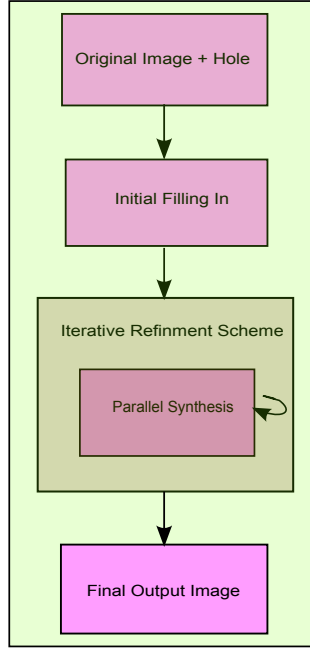 Original Image + Hole
Initial Filling In
Iterative Refinment Scheme
Parallel Synthesis
Final Output Image